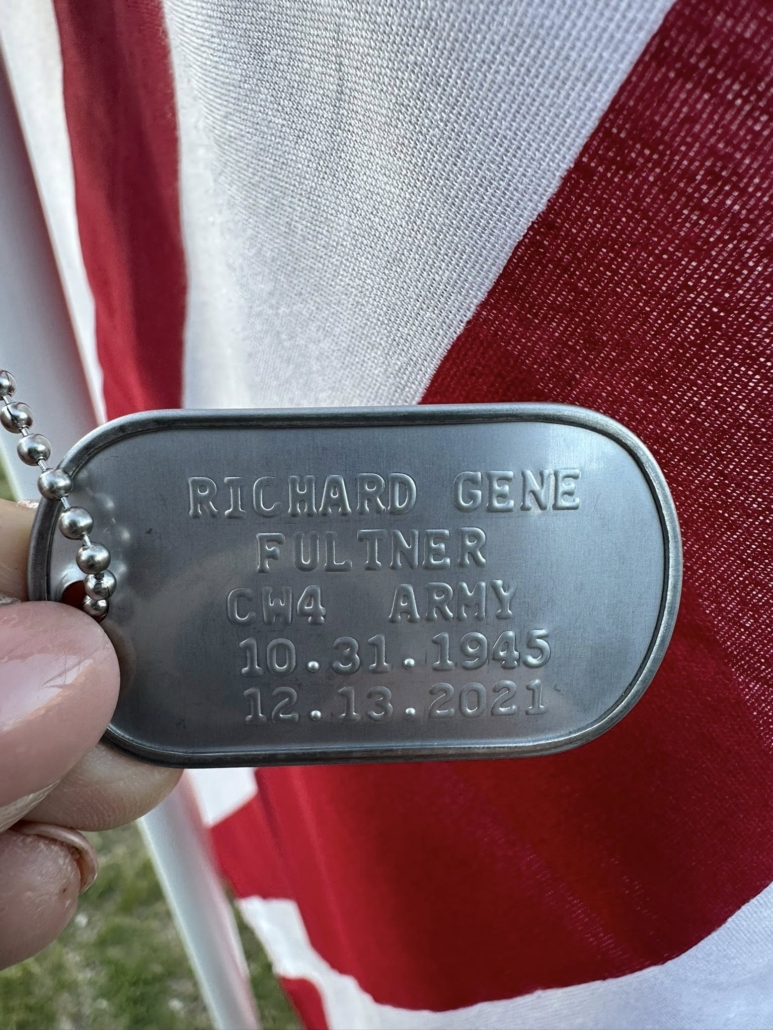 RICHARD GENE
FULTNER
CW4 ARMY
10.31.1945
12.13.2021